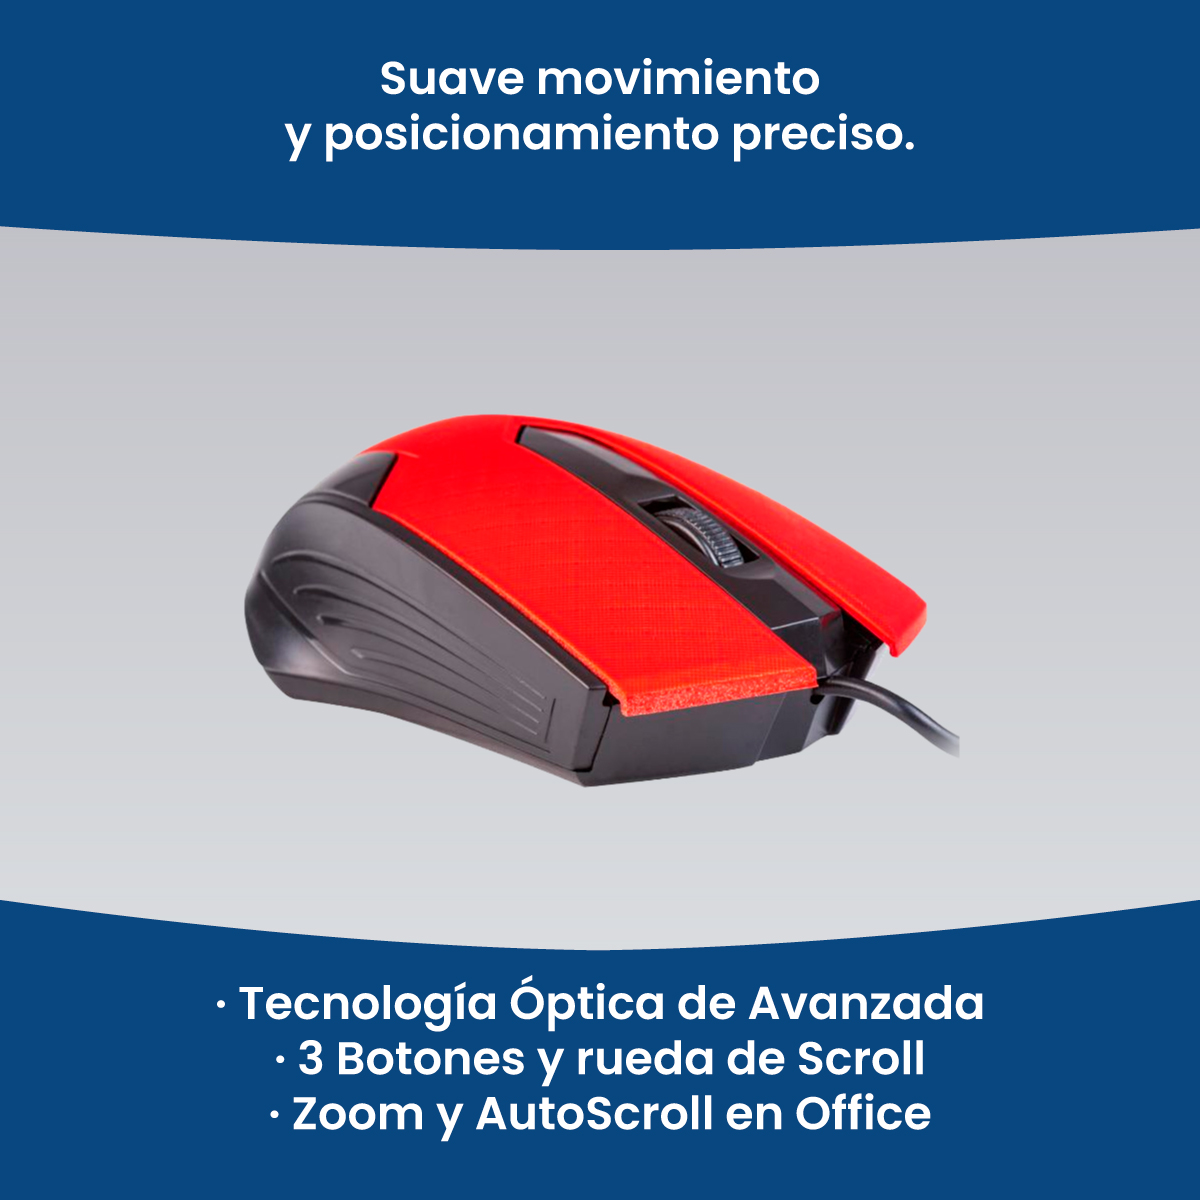 Suave movimiento
y posicionamiento preciso.
· Tecnología Óptica de Avanzada
· 3 Botones y rueda de Scroll
· Zoom y AutoScroll en Office